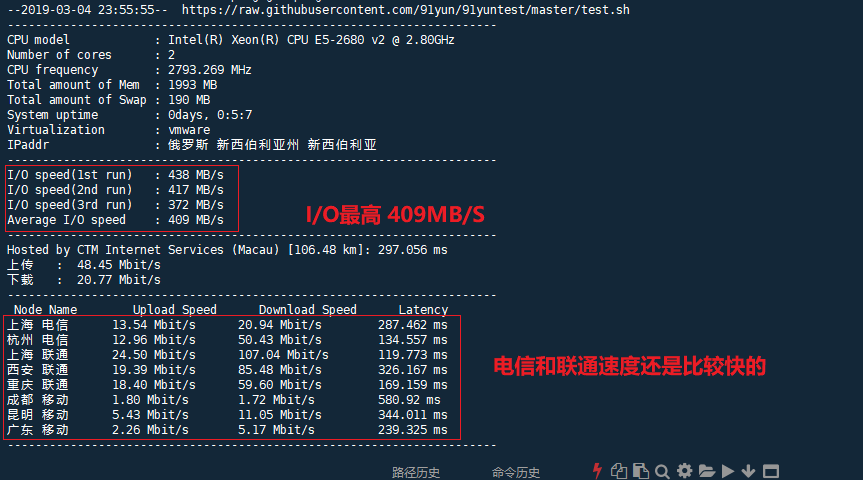 --2019-03-04 23:55:55--  https://raw.githubusercontent.com/91yun/91yuntest/master/test.sh
----------------------------------------------------------------------
CPU model            : Intel(R) Xeon(R) CPU E5-2680 v2 @ 2.80GHz
Number of cores      : 2
CPU frequency        : 2793.269 MHz
Total amount of Mem  : 1993 MB
Total amount of Swap : 190 MB
System uptime        : 0days, 0:5:7
Virtualization       : vmware
IPaddr               : 俄罗斯 新西伯利亚州 新西伯利亚
----------------------------------------------------------------------
I/O speed(1st run)   : 438 MB/s
I/O speed(2nd run)   : 417 MB/s
I/O speed(3rd run)   : 372 MB/s
Average I/O speed    : 409 MB/s
I/O最高 409MB/S
----------------------------------------------------------------------
Hosted by CTM Internet Services (Macau) [106.48 km]: 297.056 ms
上传   :  48.45 Mbit/s
下载   :  20.77 Mbit/s
----------------------------------------------------------------------
Node Name        Upload Speed      Download Speed      Latency
上海 电信      13.54 Mbit/s      20.94 Mbit/s        287.462 ms
杭州 电信      12.96 Mbit/s      50.43 Mbit/s        134.557 ms
上海 联通      24.50 Mbit/s      107.04 Mbit/s       119.773 ms
西安 联通      19.39 Mbit/s      85.48 Mbit/s        326.167 ms
重庆 联通      18.40 Mbit/s      59.60 Mbit/s        169.159 ms
成都 移动      1.80 Mbit/s       1.72 Mbit/s         580.92 ms
昆明 移动      5.43 Mbit/s       11.05 Mbit/s        344.011 ms
广东 移动      2.26 Mbit/s       5.17 Mbit/s         239.325 ms
电信和联通速度还是比较快的
----------------------------------------------------------------------
路径历史 命令历史